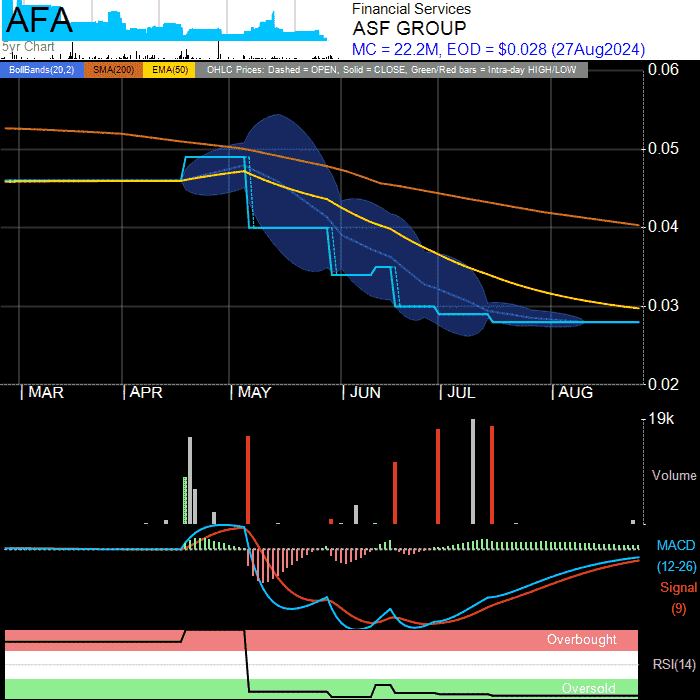 AFA
5yr Chart
Financial Services
ASF GROUP
MC = 22.2M, EOD = $0.028 (27Aug2024)
BollBands(20,2) SMA(200) EMA(50) OHLC Prices: Dashed = OPEN, Solid = CLOSE, Green/Red bars = Intra-day HIGH/LOW
0.06
0.05
0.04
0.03
0.02
MAR APR MAY JUN JUL AUG
19k
Volume
MACD
(12-26)
Signal
(9)
Overbought
RSI(14)
Oversold